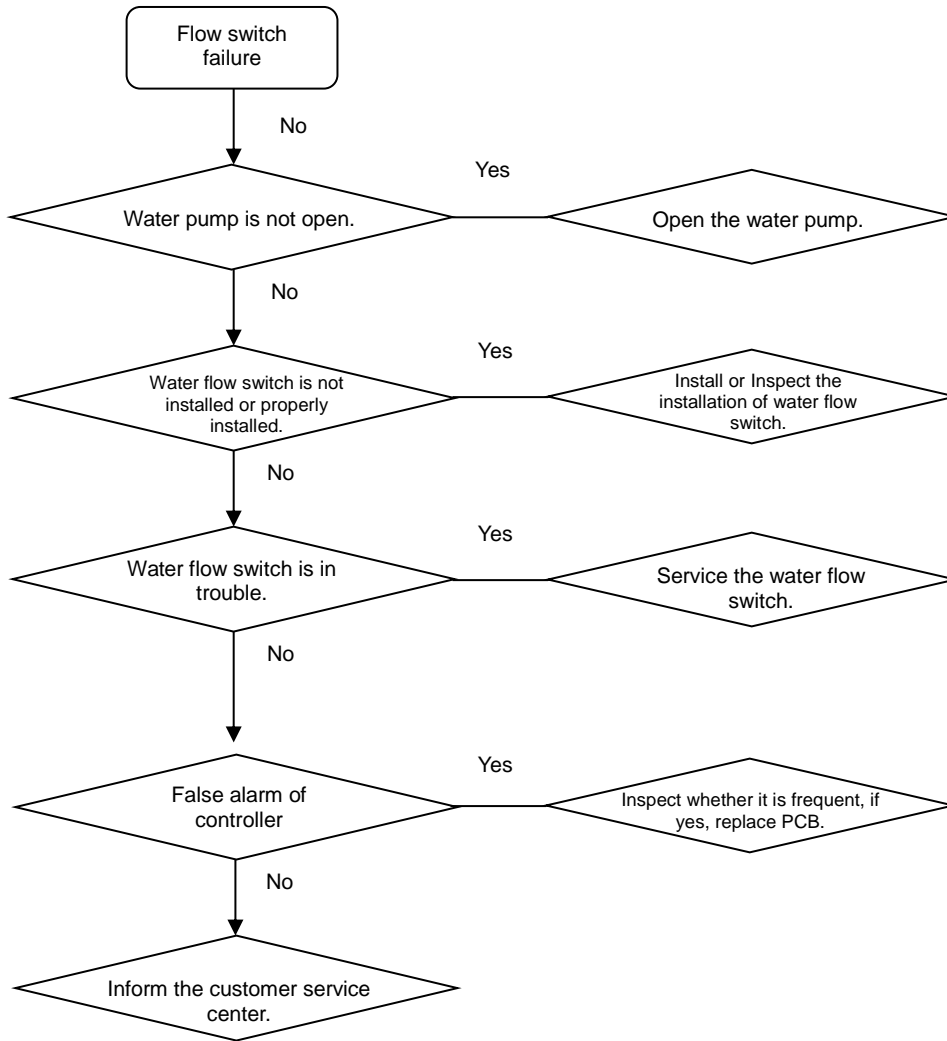 Flow switch
failure
No
Yes
Water pump is not open.
Open the water pump.
No
Yes
Water flow switch is not
installed or properly
installed.
Install or Inspect the
installation of water flow
switch.
No
Yes
Water flow switch is in
trouble.
Service the water flow
switch.
No
Yes
False alarm of
controller
Inspect whether it is frequent, if
yes, replace PCB.
No
Inform the customer service
center.